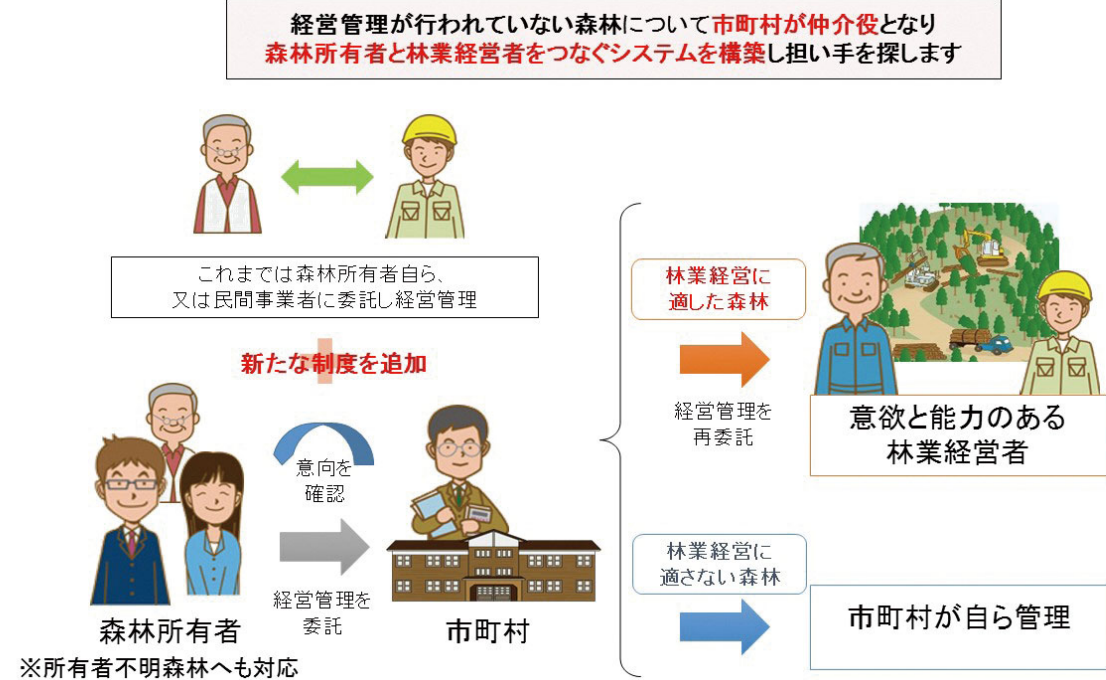 経営管理が行われていない森林について市町村が仲介役となり
森林所有者と林業経営者をつなぐシステムを構築し担い手を探します
これまでは森林所有者自ら、
又は民間事業者に委託し経営管理
新たな制度を追加
意向を
確認
経営管理を
委託
森林所有者
市町村
※所有者不明森林へも対応
林業経営に
適した森林
経営管理を
再委託
意欲と能力のある
林業経営者
林業経営に
適さない森林
市町村が自ら管理